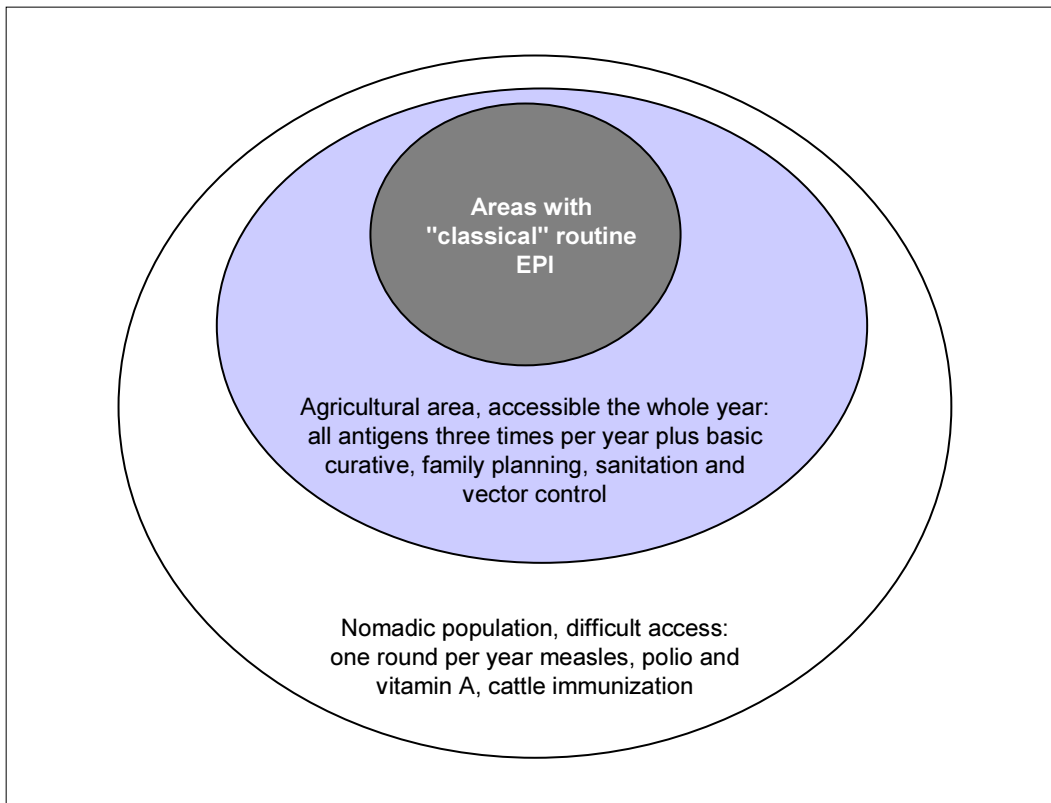 Areas with
"classical" routine
EPI
Agricultural area, accessible the whole year:
all antigens three times per year plus basic
curative, family planning, sanitation and
vector control
Nomadic population, difficult access:
one round per year measles, polio and
vitamin A, cattle immunization